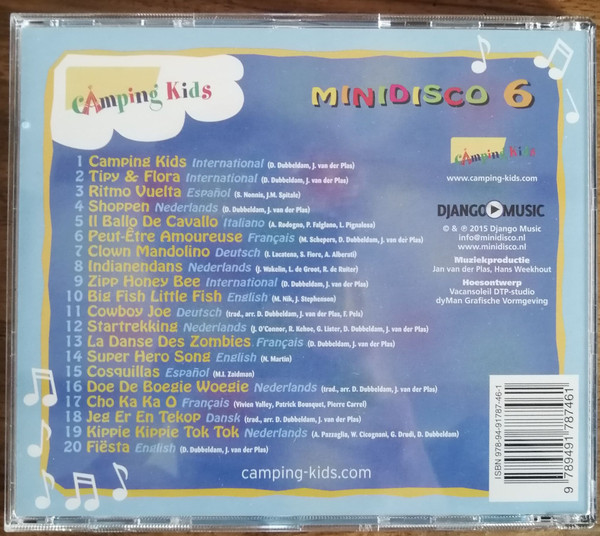 Camping Kids
MINIDISCO 6
1 Camping Kids International (D. Dubbeldam, J. van der Plas)
2 Tipy & Flora International (D. Dubbeldam, J. van der Plas)
3 Ritmo Vuelta Español (B. Nennis, J.M. Spitale)
4 Shoppen Nederlands (D. Dubbeldam, J. van der Plas)
5 Il Ballo De Cavallo Italiano (A. Radegno, P. Falgiano, L. Pignalosa)
6 Peut-Être Amoureuse Français (M. Schepers, D. Dubbeldam, J. van der Plas)
7 Clown Mandolino Deutsch (I. Lacatena, S. Fiore, A. Alberati)
8 Indianendans Nederlands (J. Wakelin, L. de Groot, R. de Ruiter)
9 Zipp Honey Bee International (D. Dubbeldam, J. van der Plas)
10 Big Fish Little Fish English (M. Nik, J. Stephenson)
11 Cowboy Joe Deutsch (trad., arr. D. Dubbeldam, J. van der Plas, F. Pels)
12 Startrekking Nederlands (J. O'Connor, R. Kehoe, G. Lister, D. Dubbeldam, J. van der Plas)
13 La Danse Des Zombies Français (D. Dubbeldam, J. van der Plas)
14 Super Hero Song English (N. Martin)
15 Cosquillas Español (M.I. Zaidman)
16 Doe De Boegie Woegie Nederlands (trad., arr. D. Dubbeldam, J. van der Plas)
17 Cho Ka Ka O Français (Vivien Valley, Patrick Bousquet, Pierre Carrel)
18 Jeg Er En Tekop Dansk (trad., arr. D. Dubbeldam, J. van der Plas)
19 Kippie Kippie Tok Tok Nederlands (A. Pazzaglia, W. Cicognani, G. Drudi, D. Dubbeldam)
20 Fiësta English (D. Dubbeldam, J. van der Plas)
Camping Kids
www.camping-kids.com
DJANGO MUSIC
© & ℗ 2015 Django Music
info@minidisco.nl
www.minidisco.nl
Muziekproductie
Jan van der Plas, Hans Weekhout
Hoesontwerp
Vacansoleil DTP-studio
dyMan Grafische Vormgeving
ISBN 978-94-91787-46-1
9 789491 787461
camping-kids.com